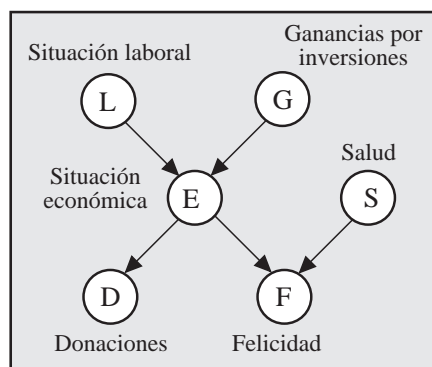 Ganancias por
inversiones
Situación laboral
L
G
Salud
Situación
económica
E
S
D
F
Donaciones
Felicidad